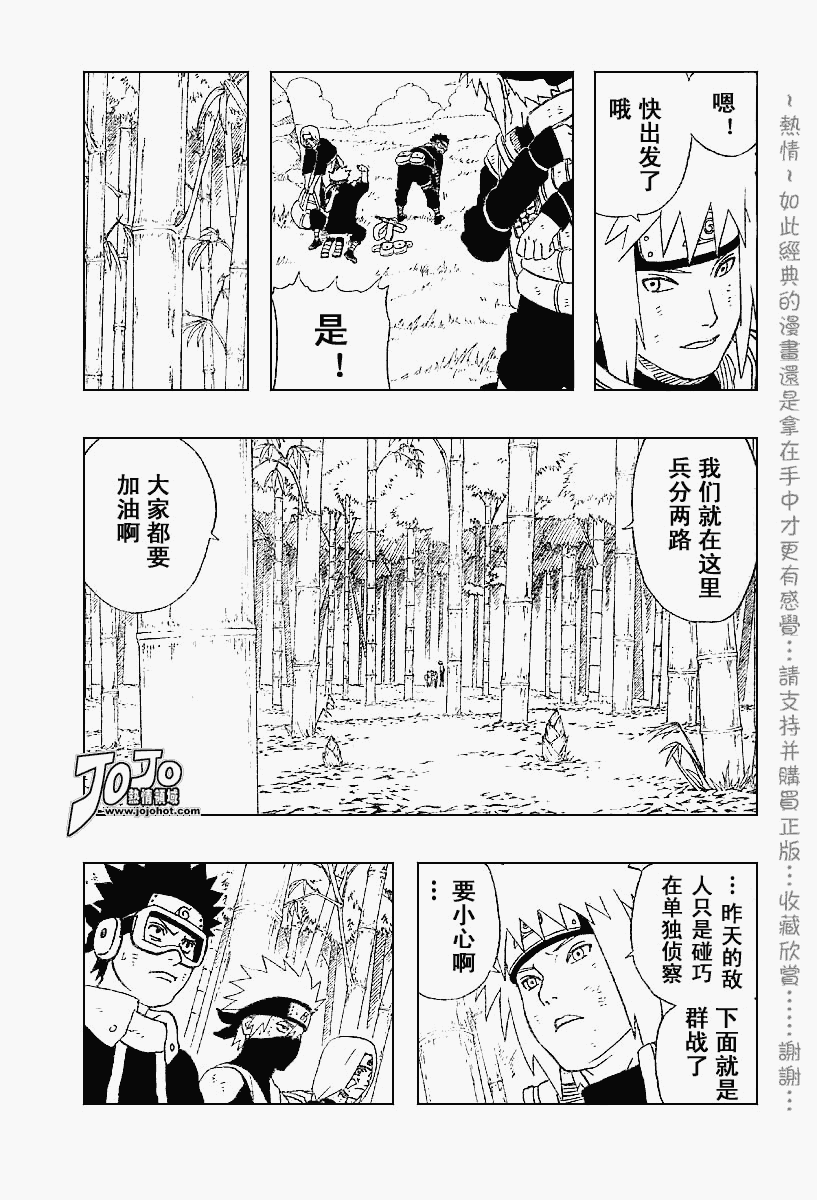 嗯！
快出发了
哦
是！
我们就在这里
兵分两路
大家都要
加油啊
…昨天的敌
人只是碰巧
在单独侦察
下面就是
群战了
要小心啊
…
JOJO
熱情領域
www.jojohot.com
~熱情~如此經典的漫畫還是拿在手中才更有感覺…請支持并購買正版…收藏欣賞……謝謝…